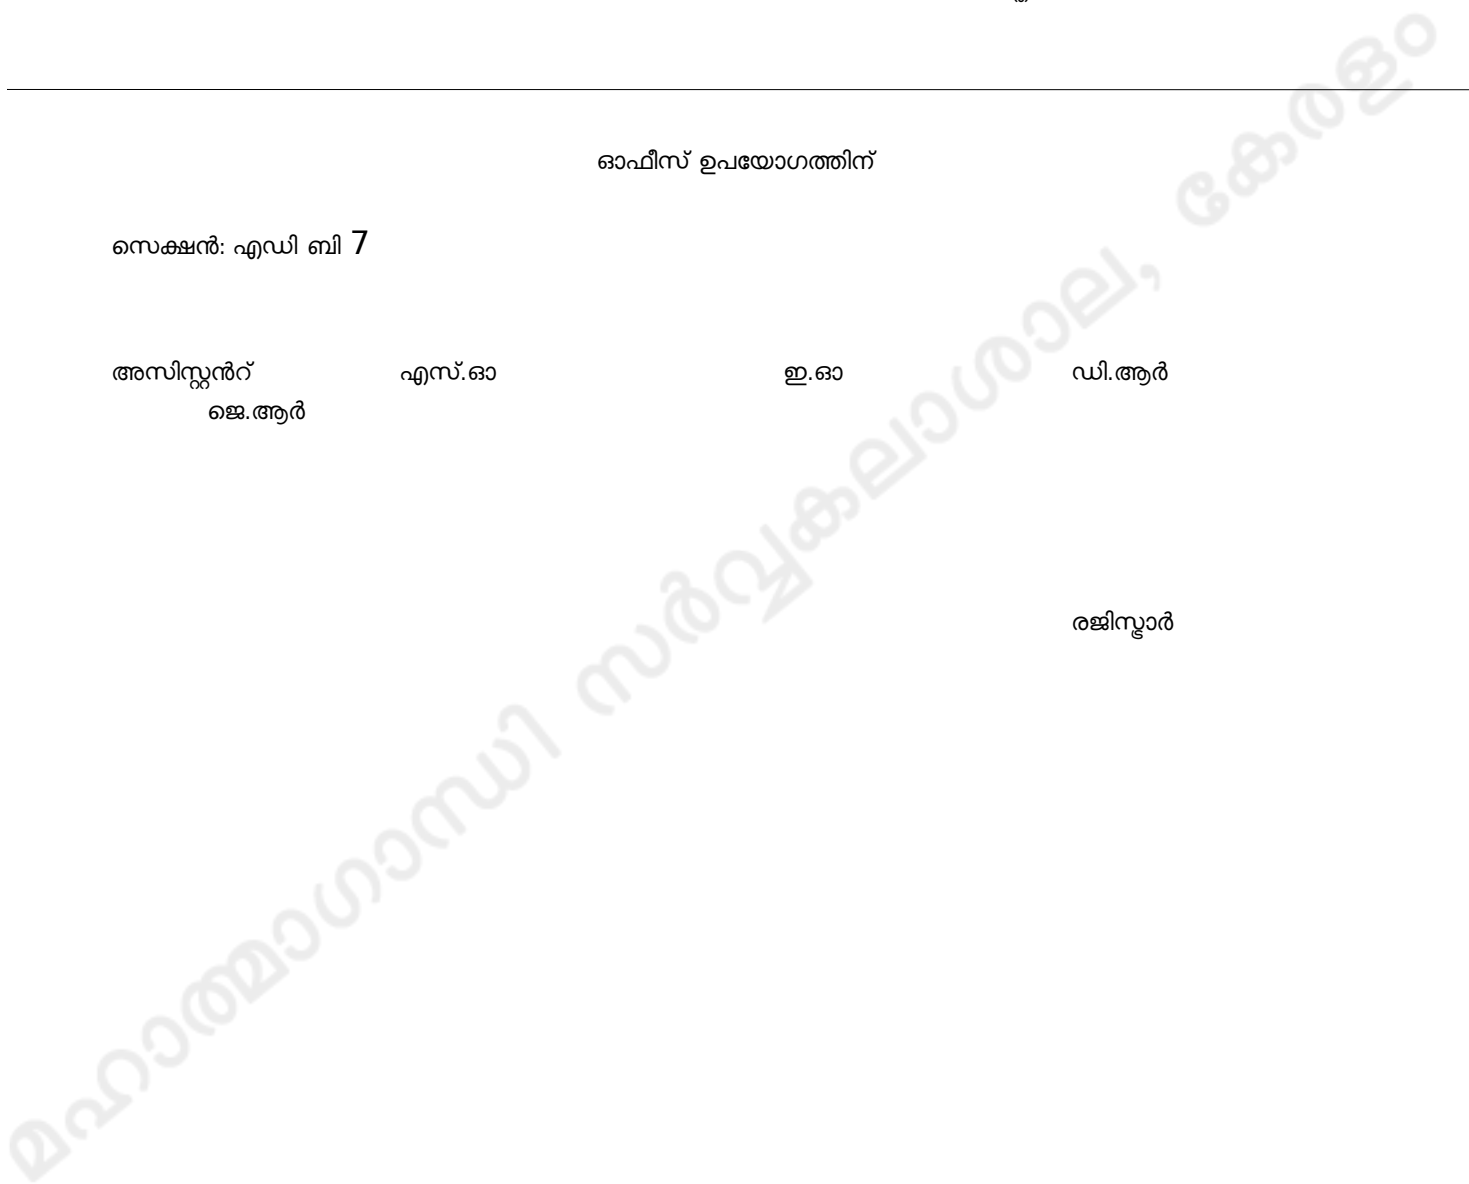 ഓഫീസ് ഉപയോഗത്തിന്
സെക്ഷൻ: എഡി ബി 7
അസിസ്റ്റൻറ് എസ്.ഓ ഇ.ഓ ഡി.ആർ
ജെ.ആർ
രജിസ്ട്രാർ
മഹാത്മാഗാന്ധി സർവ്വകലാശാല, കേരളം